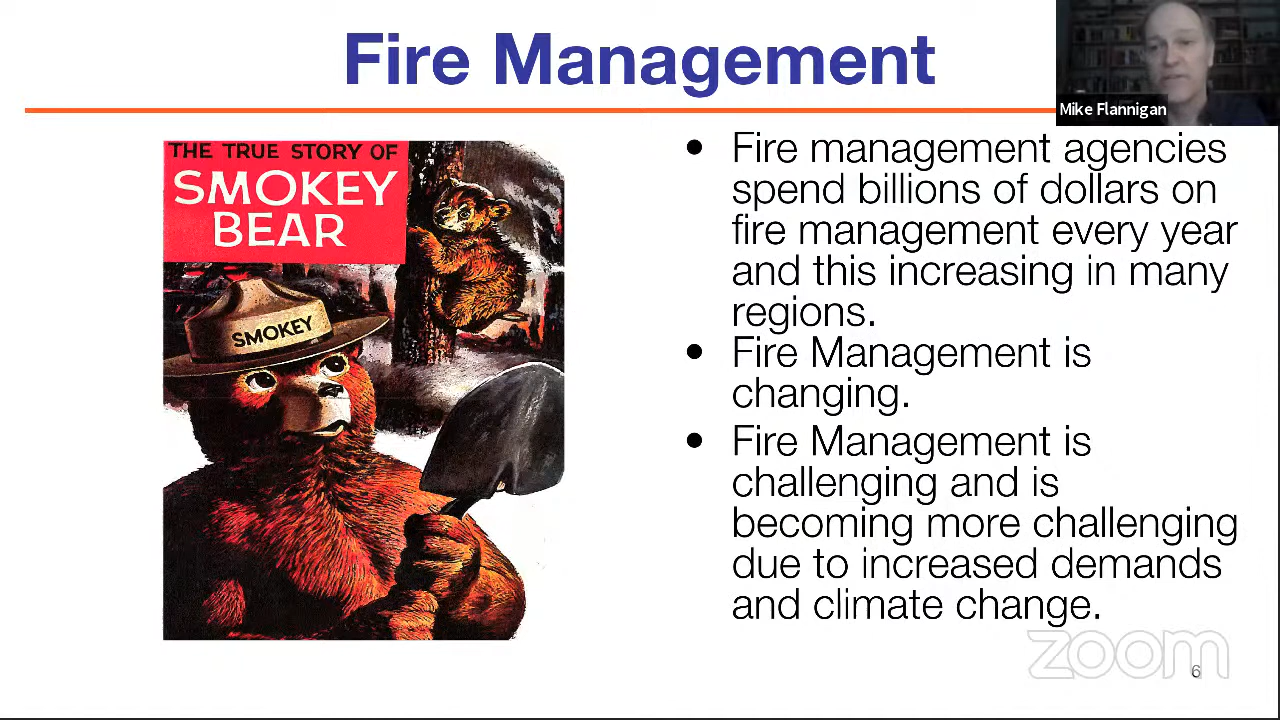 Fire Management
Mike Flannigan
THE TRUE STORY OF
SMOKEY
BEAR
SMOKEY
• Fire management agencies
spend billions of dollars on
fire management every year
and this increasing in many
regions.
• Fire Management is
changing.
• Fire Management is
challenging and is
becoming more challenging
due to increased demands
and climate change.
zoom
6